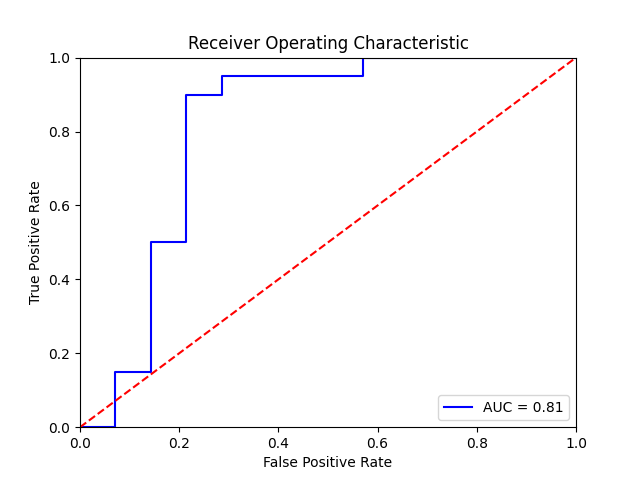 Receiver Operating Characteristic
True Positive Rate
1.0
0.8
0.6
0.4
0.2
0.0
AUC = 0.81
0.0 0.2 0.4 0.6 0.8 1.0
False Positive Rate